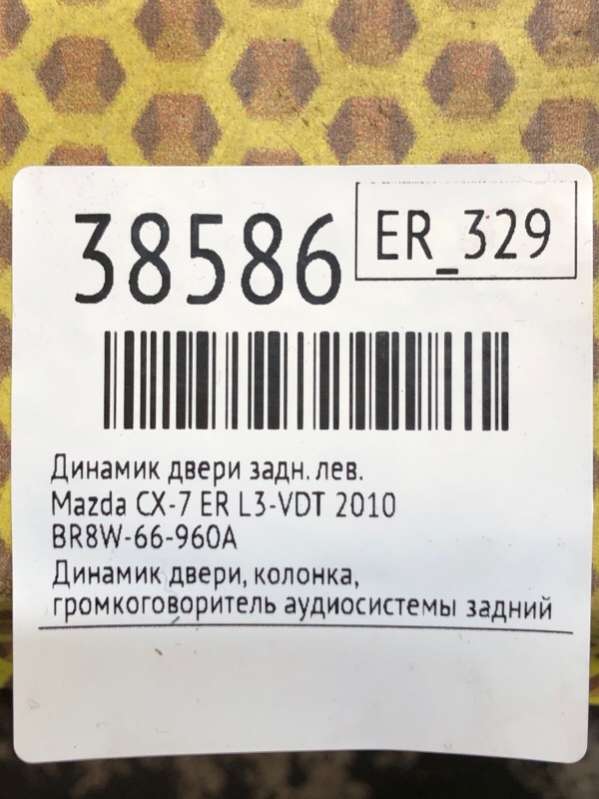 38586
ER_329
Динамик двери задн. лев.
Mazda CX-7 ER L3-VDT 2010
BR8W-66-960A
Динамик двери, колонка,
громкоговоритель аудиосистемы задний